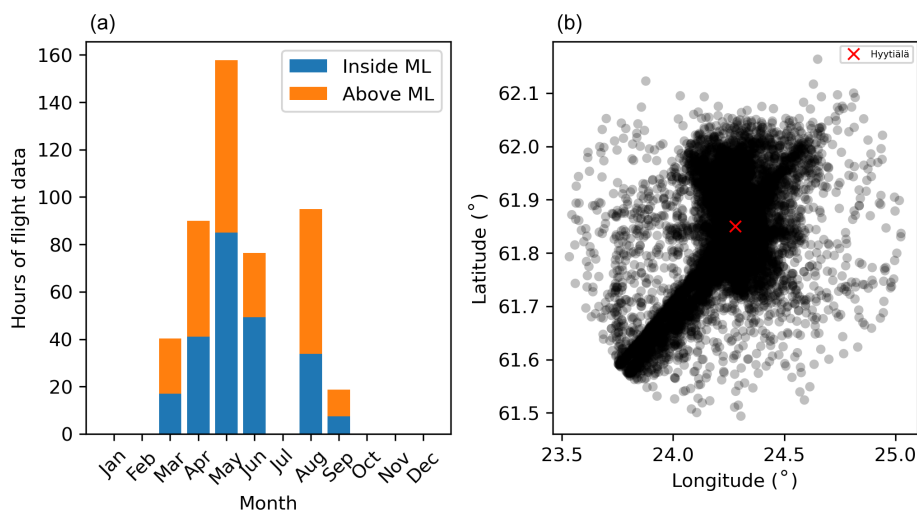 (a)
Hours of flight data
160
140
120
100
80
60
40
20
0
Inside ML
Above ML
Jan Feb Mar Apr May Jun Jul Aug Sep Oct Nov Dec
Month
(b)
Latitude (°)
62.1
62.0
61.9
61.8
61.7
61.6
61.5
Hyytiälä
23.5 24.0 24.5 25.0
Longitude (°)